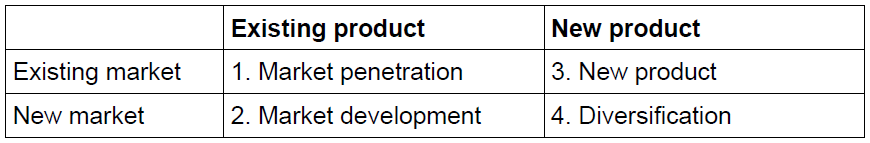 Existing product New product
Existing market 1. Market penetration 3. New product
New market 2. Market development 4. Diversification